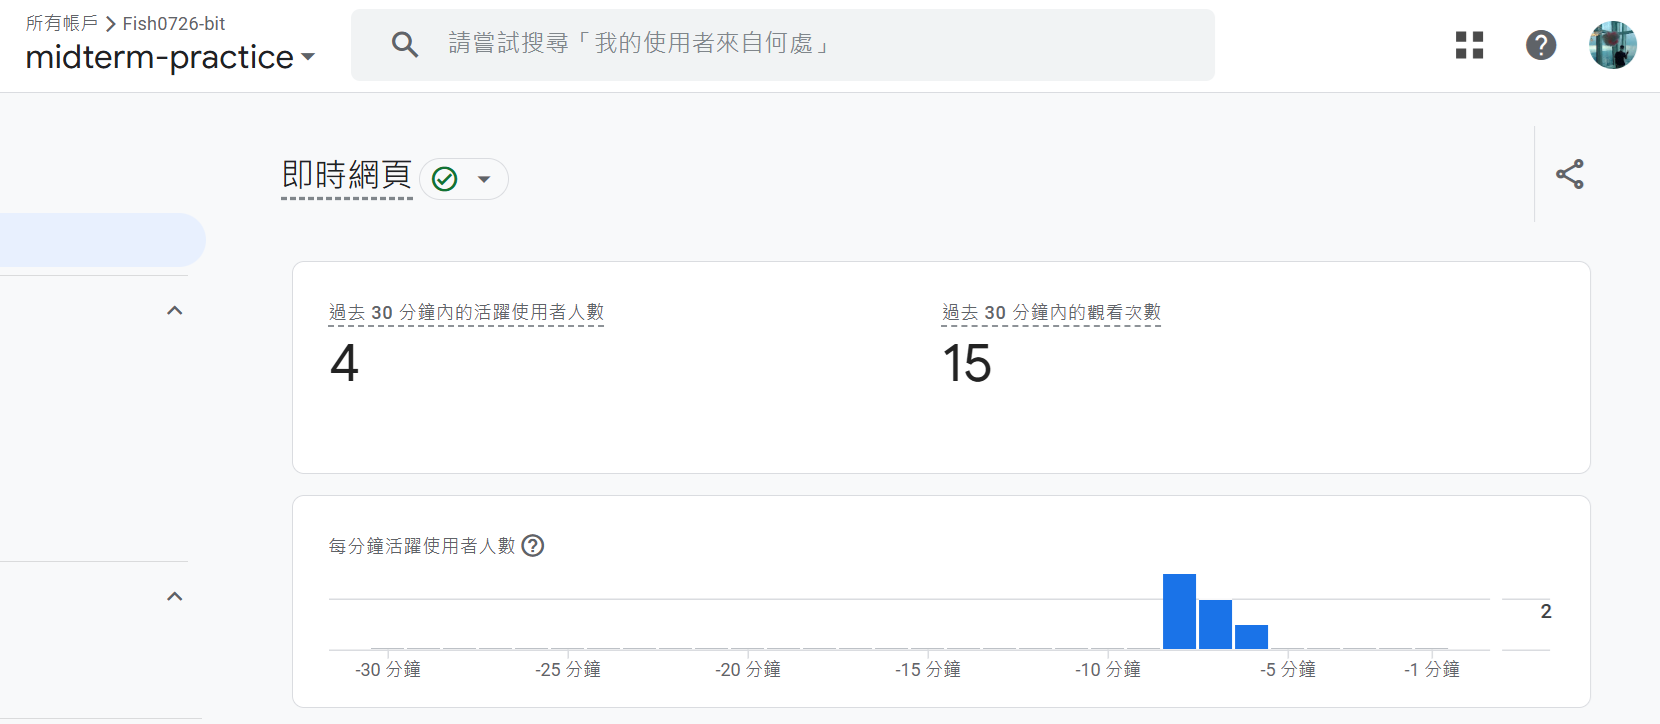 所有帳戶 > Fish0726-bit
midterm-practice
請嘗試搜尋「我的使用者來自何處」
即時網頁
過去 30 分鐘內的活躍使用者人數
4
過去 30 分鐘內的觀看次數
15
每分鐘活躍使用者人數
2
-30 分鐘
-25 分鐘
-20 分鐘
-15 分鐘
-10 分鐘
-5 分鐘
-1 分鐘